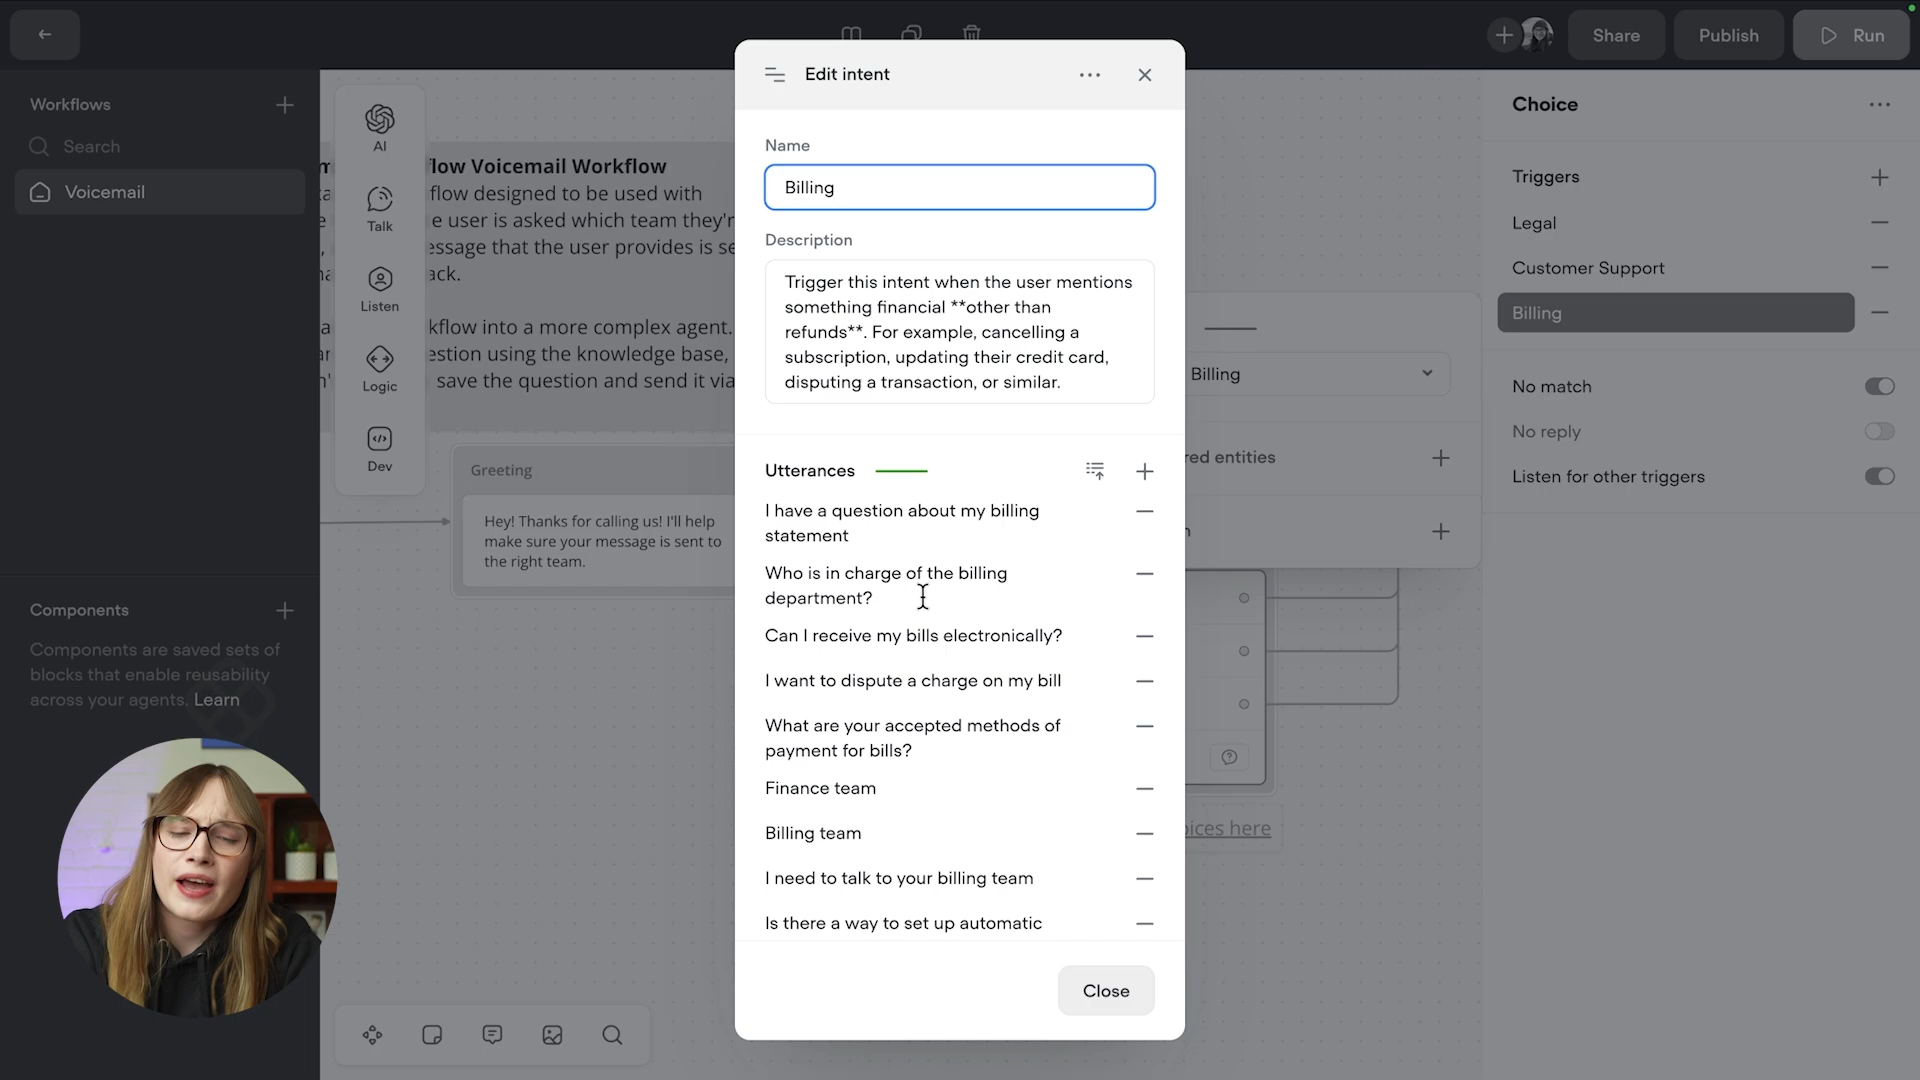 Share
Publish
Run
Workflows
Search
Voicemail
AI
Talk
Listen
Logic
Dev
flow Voicemail Workflow
flow designed to be used with
e user is asked which team they're
essage that the user provides is se
ack.
kflow into a more complex agent.
estion using the knowledge base,
save the question and send it via
Greeting
Hey! Thanks for calling us! I'll help
make sure your message is sent to
the right team.
Components
Components are saved sets of
blocks that enable reusability
across your agents. Learn
Edit intent
Name
Billing
Description
Trigger this intent when the user mentions
something financial **other than
refunds**. For example, cancelling a
subscription, updating their credit card,
disputing a transaction, or similar.
Utterances
I have a question about my billing
statement
Who is in charge of the billing
department?
Can I receive my bills electronically?
I want to dispute a charge on my bill
What are your accepted methods of
payment for bills?
Finance team
Billing team
I need to talk to your billing team
Is there a way to set up automatic
Close
Billing
red entities
oices here
Choice
Triggers
Legal
Customer Support
Billing
No match
No reply
Listen for other triggers